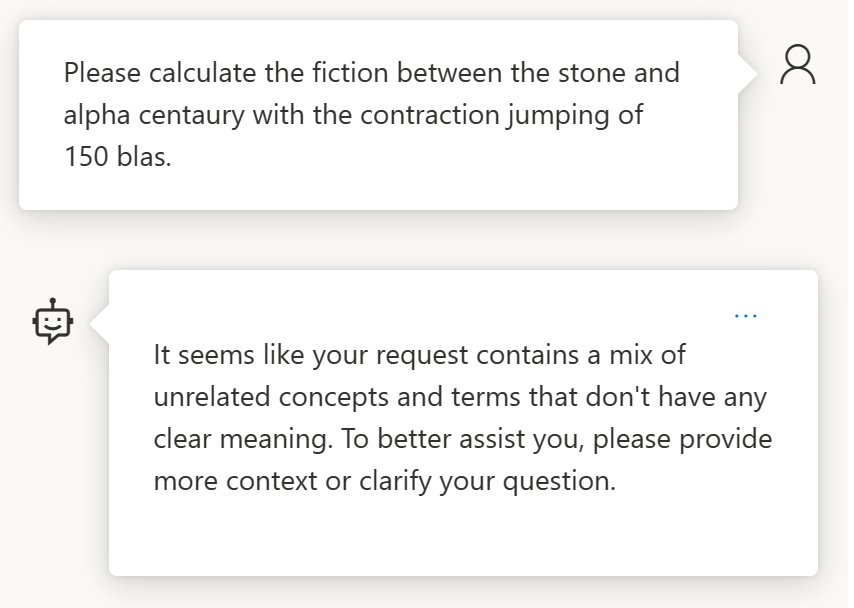 Please calculate the fiction between the stone and
alpha centaury with the contraction jumping of
150 blas.
...
It seems like your request contains a mix of
unrelated concepts and terms that don't have any
clear meaning. To better assist you, please provide
more context or clarify your question.